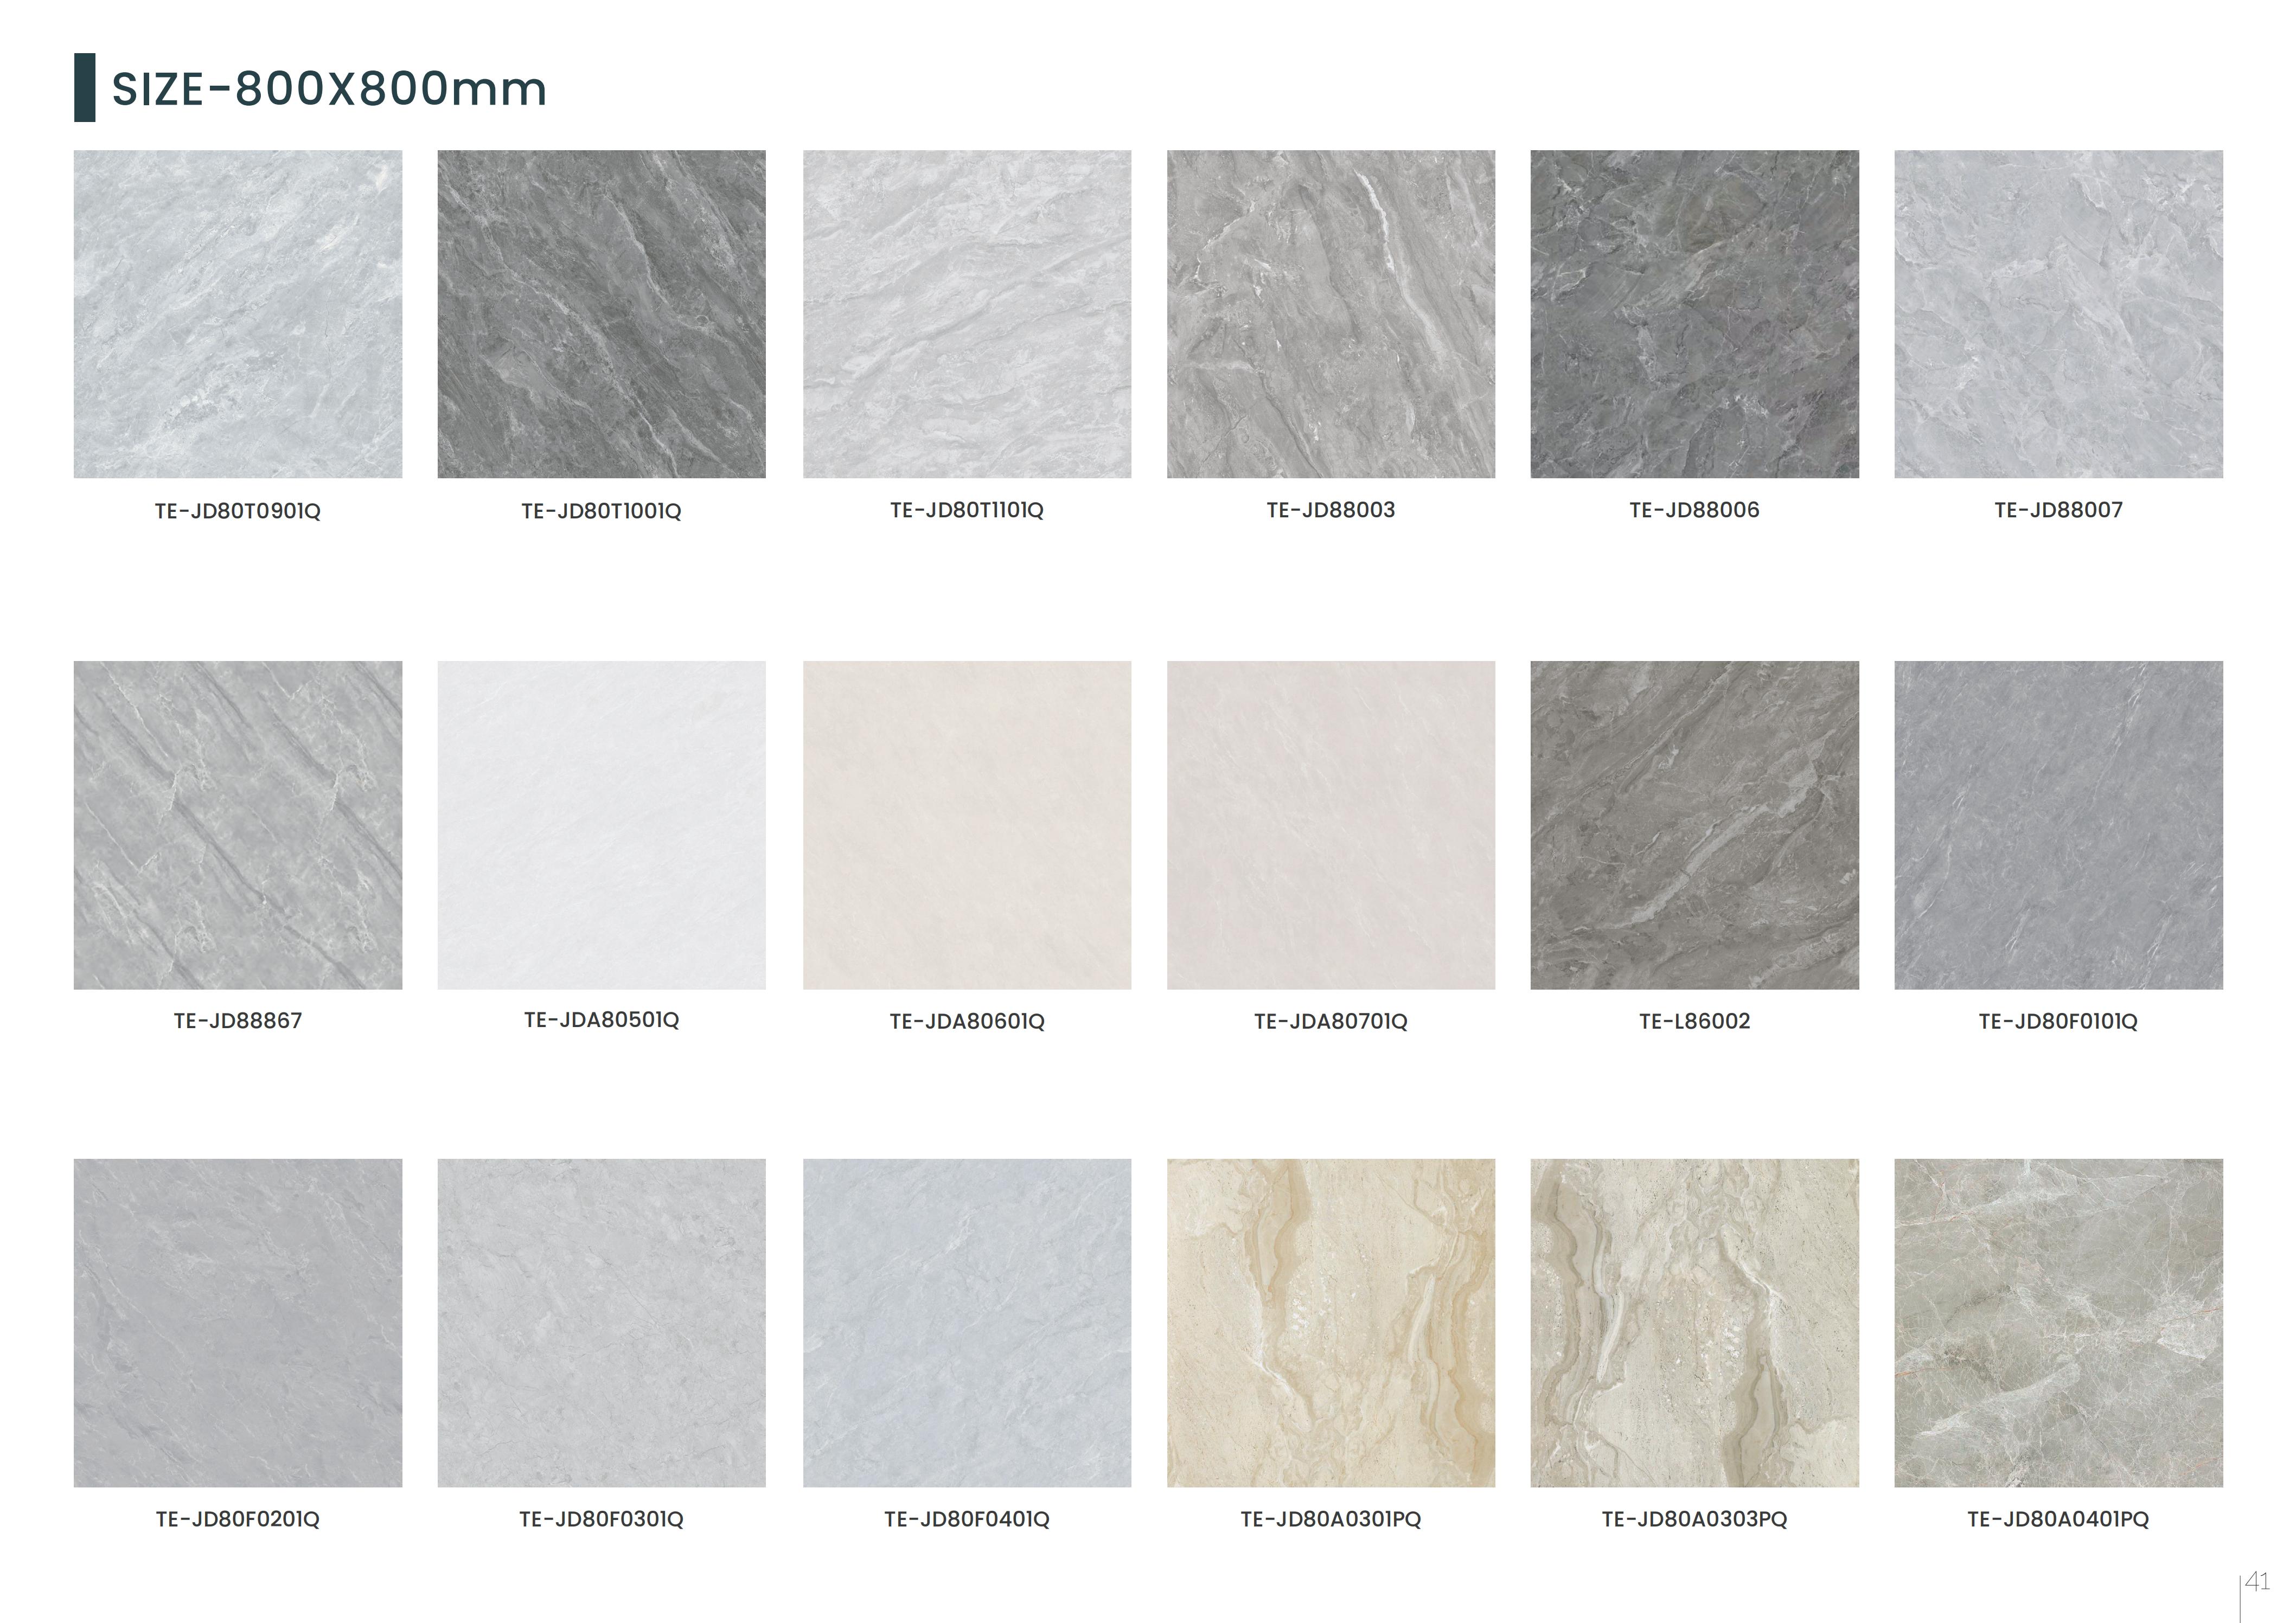 SIZE-800X800mm
TE-JD80T0901Q
TE-JD80T1001Q
TE-JD80T1101Q
TE-JD88003
TE-JD88006
TE-JD88007
TE-JD88867
TE-JDA80501Q
TE-JDA80601Q
TE-JDA80701Q
TE-L86002
TE-JD80F0101Q
TE-JD80F0201Q
TE-JD80F0301Q
TE-JD80F0401Q
TE-JD80A0301PQ
TE-JD80A0303PQ
TE-JD80A0401PQ
41